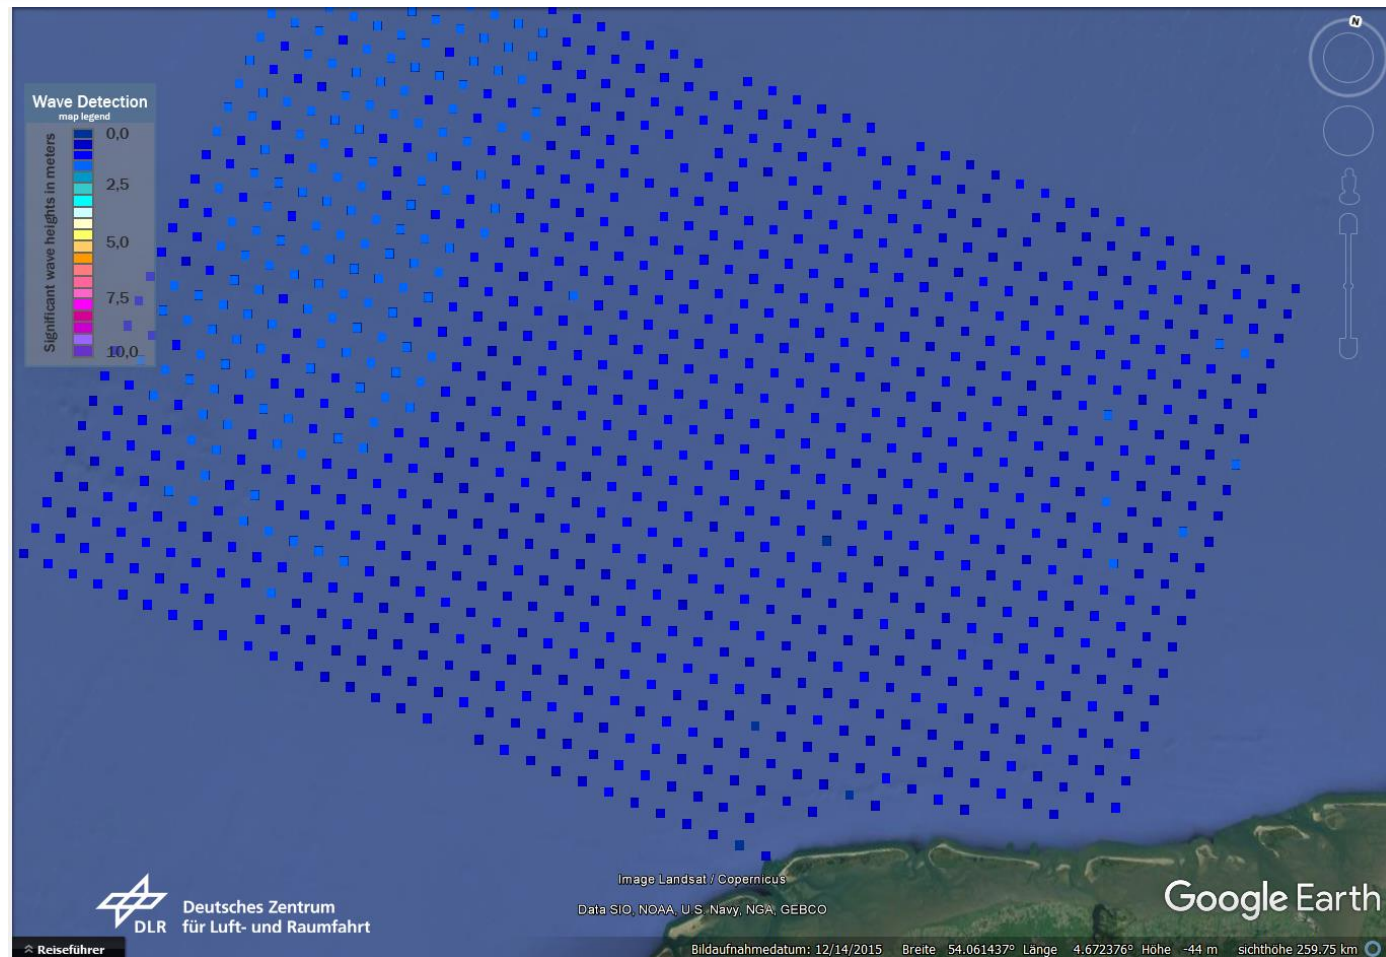 N
Wave Detection
map legend
Significant wave heights in meters
0,0
2,5
5,0
7,5
10,0
Image Landsat / Copernicus
Data SIO, NOAA, U.S. Navy, NGA, GEBCO
Google Earth
DLR
Deutsches Zentrum
für Luft- und Raumfahrt
Reiseführer
Bildaufnahmedatum: 12/14/2015 Breite 54.061437° Länge 4.672376° Höhe -44 m sichthöhe 259.75 km